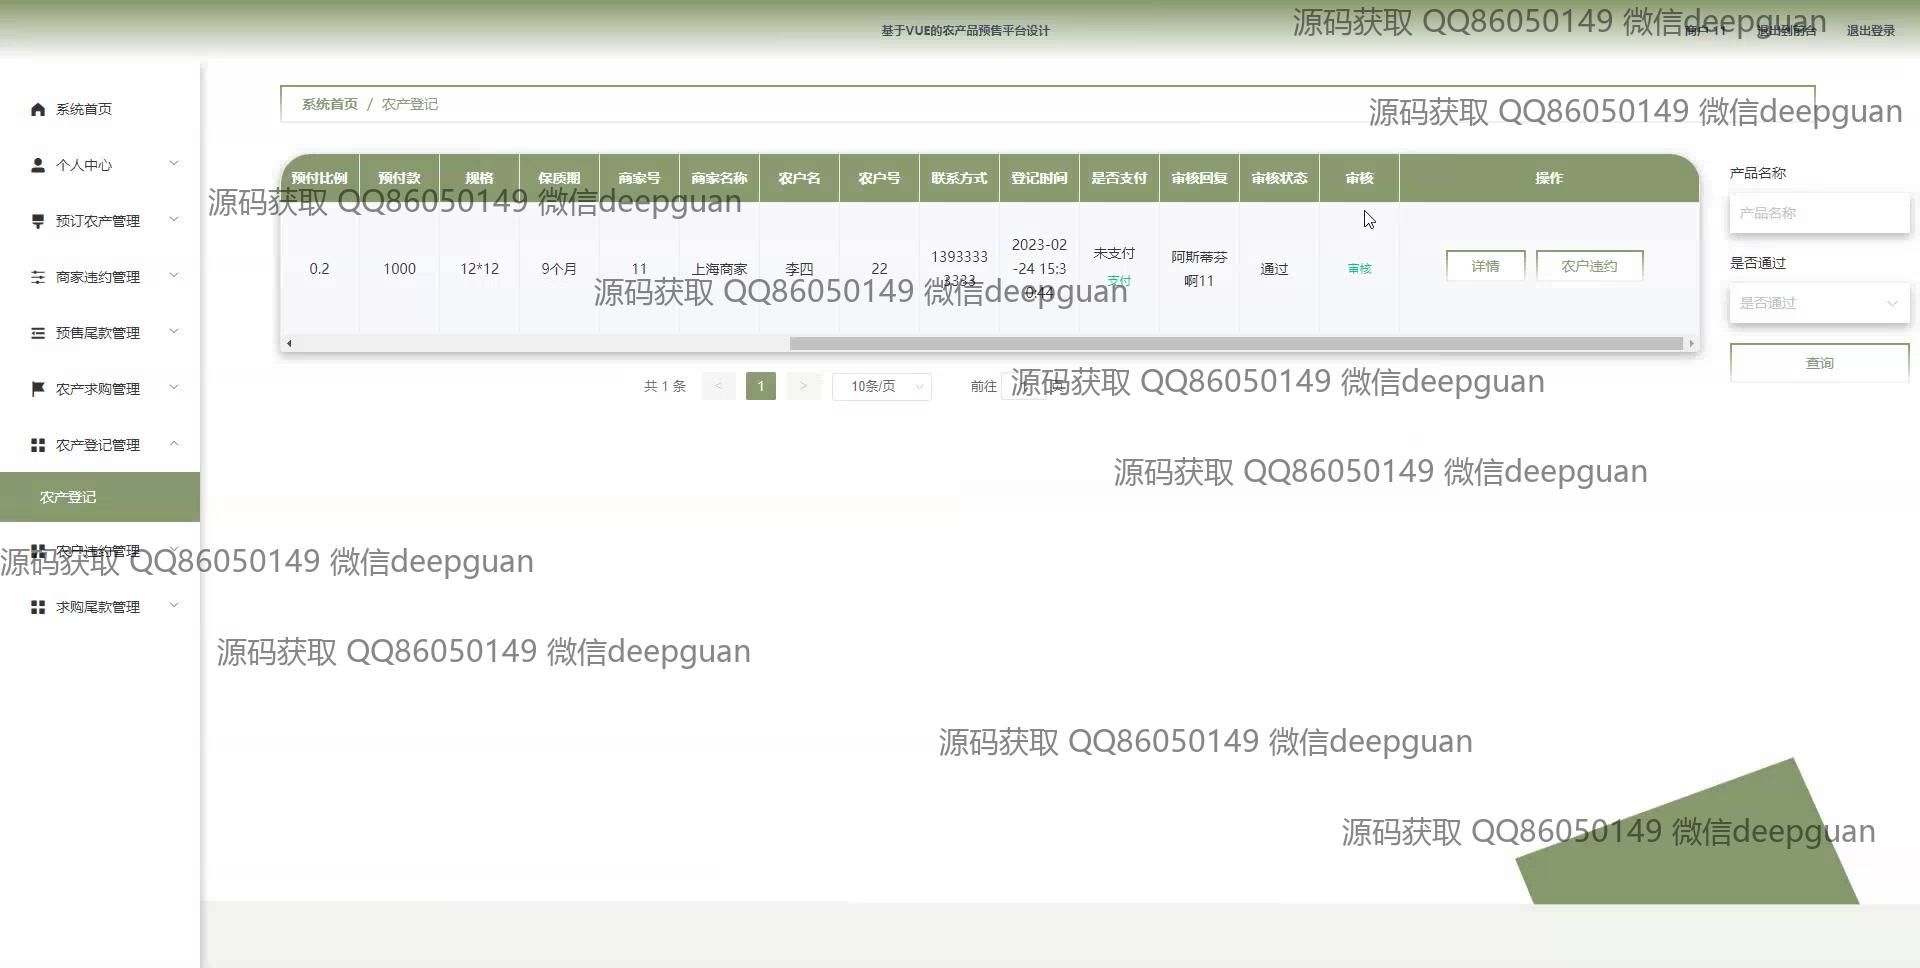 基于VUE的农产品预售平台设计
源码获取 QQ86050149 微信deepguan
商户 11
退出到前台
退出登录
系统首页
个人中心
预订农产管理
商家违约管理
预售尾款管理
农产求购管理
农产登记管理
农产登记
农户违约管理
求购尾款管理
系统首页 / 农产登记
源码获取 QQ86050149 微信deepguan
预付比例 预付款 规格 保质期 商家号 商家名称 农户名 农户号 联系方式 登记时间 是否支付 审核回复 审核状态 审核 操作
源码获取 QQ86050149 微信deepguan
0.2 1000 12*12 9个月 11 上海商家 李四 22 13933333333 2023-02-24 15:30:44 未支付 支付 阿斯蒂芬啊11 通过 审核 详情 农户违约
源码获取 QQ86050149 微信deepguan
产品名称
产品名称
是否通过
是否通过
查询
共 1 条 < 1 > 10条/页 前往 页
源码获取 QQ86050149 微信deepguan
源码获取 QQ86050149 微信deepguan
源码获取 QQ86050149 微信deepguan
源码获取 QQ86050149 微信deepguan
源码获取 QQ86050149 微信deepguan
源码获取 QQ86050149 微信deepguan